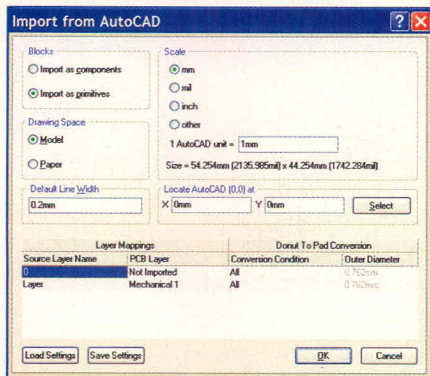 Import from AutoCAD
Blocks
Import as components
Import as primitives
Drawing Space
Model
Paper
Default Line Width
0.2mm
Scale
mm
mil
inch
other
1 AutoCAD unit = 1mm
Size = 54.254mm (2135.985mil) x 44.254mm (1742.284mil)
Locate AutoCAD (0,0) at
X 0mm Y 0mm Select
Layer Mappings Donut To Pad Conversion
Source Layer Name PCB Layer Conversion Condition Outer Diameter
0 Not Imported All 0.762mm
Layer Mechanical 1 All 0.762mm
Load Settings Save Settings OK Cancel